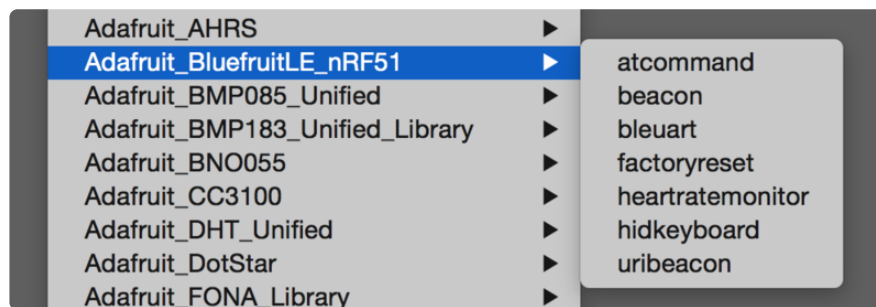 Adafruit_AHRS
Adafruit_BluefruitLE_nRF51
Adafruit_BMP085_Unified
Adafruit_BMP183_Unified_Library
Adafruit_BNO055
Adafruit_CC3100
Adafruit_DHT_Unified
Adafruit_DotStar
Adafruit_FONA_Library
atcommand
beacon
bleuart
factoryreset
heartratemonitor
hidkeyboard
uribeacon